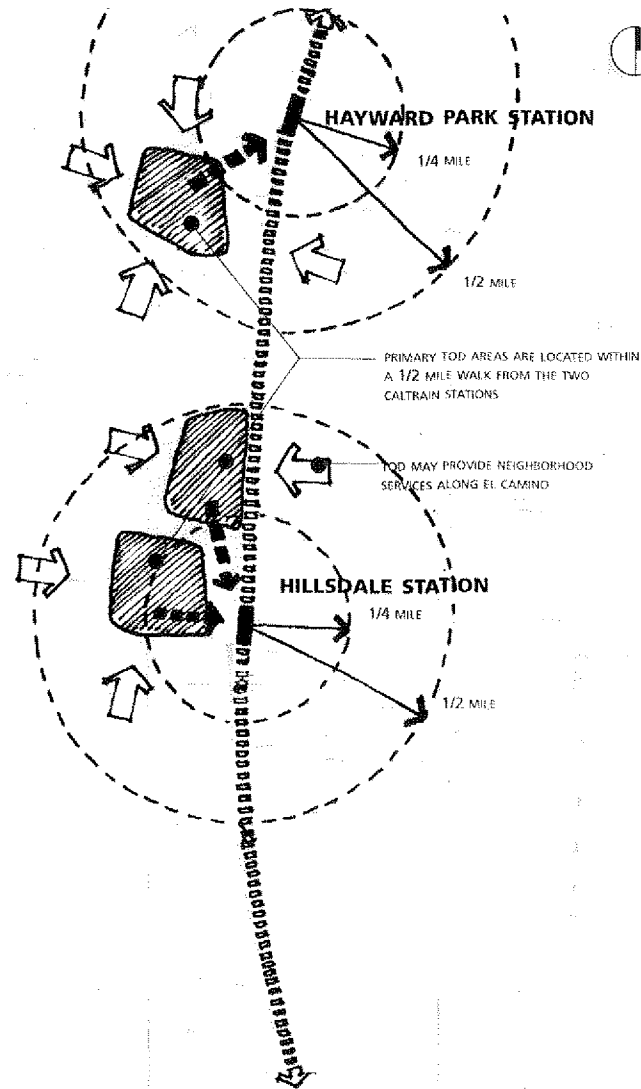 HAYWARD PARK STATION
1/4 MILE
1/2 MILE
PRIMARY TOD AREAS ARE LOCATED WITHIN
A 1/2 MILE WALK FROM THE TWO
CALTRAIN STATIONS
TOD MAY PROVIDE NEIGHBORHOOD
SERVICES ALONG EL CAMINO
HILLSDALE STATION
1/4 MILE
1/2 MILE